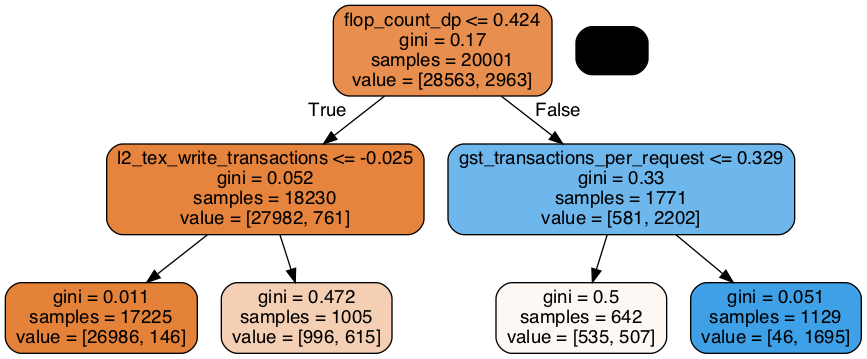 flop_count_dp <= 0.424
gini = 0.17
samples = 20001
value = [28563, 2963]
True
False
l2_tex_write_transactions <= -0.025
gini = 0.052
samples = 18230
value = [27982, 761]
gst_transactions_per_request <= 0.329
gini = 0.33
samples = 1771
value = [581, 2202]
gini = 0.011
samples = 17225
value = [26986, 146]
gini = 0.472
samples = 1005
value = [996, 615]
gini = 0.5
samples = 642
value = [535, 507]
gini = 0.051
samples = 1129
value = [46, 1695]